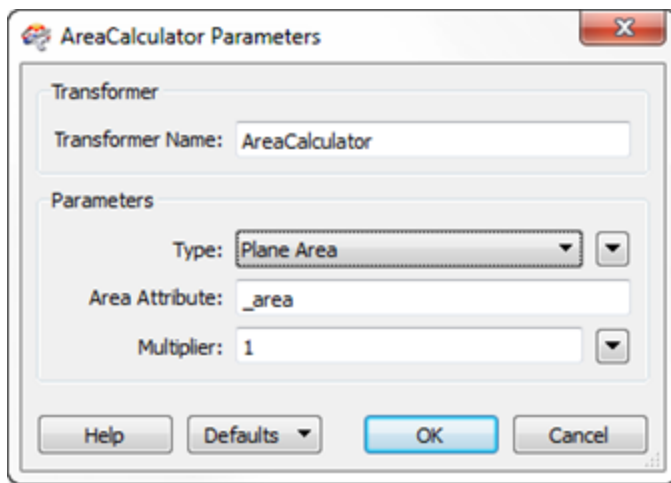 AreaCalculator Parameters
Transformer
Transformer Name: AreaCalculator
Parameters
Type: Plane Area
Area Attribute: _area
Multiplier: 1
Help Defaults OK Cancel